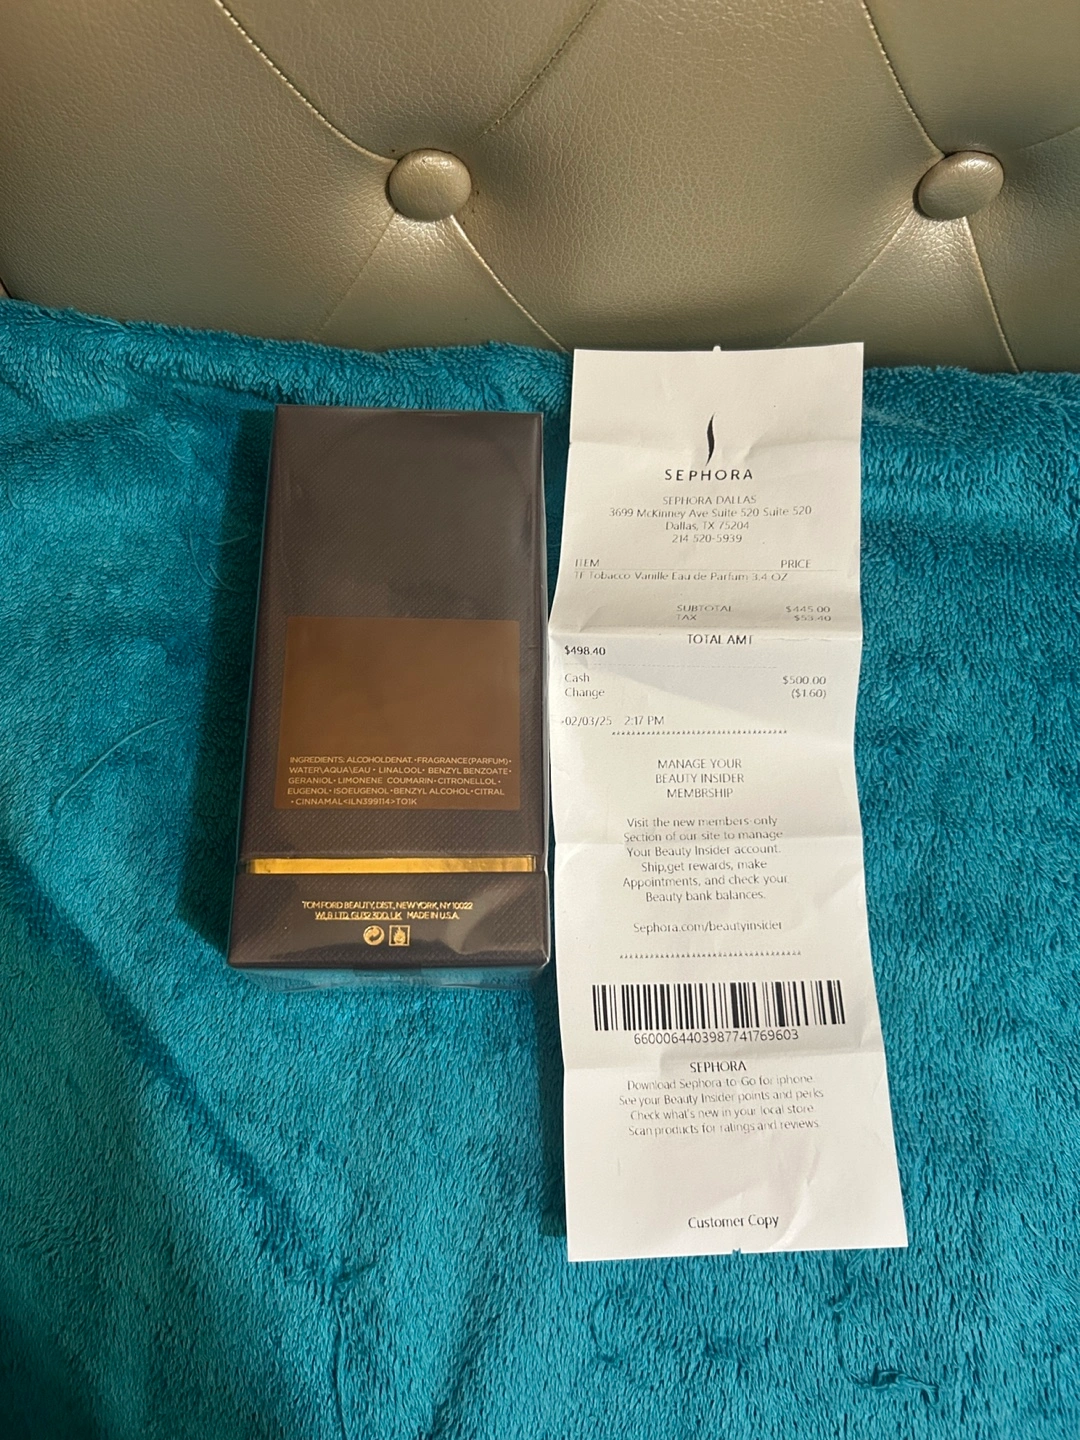 INGREDIENTS: ALCOHOLDENAT.•FRAGRANCE(PARFUM)•
WATER\AQUA\EAU• LINALOOL• BENZYL BENZOATE•
GERANIOL•LIMONENE COUMARIN•CITRONELLOL•
EUGENOL•ISOEUGENOL•BENZYL ALCOHOL•CITRAL
•CINNAMAL<ILN399114>TO1K
TOM FORD BEAUTY, DIST, NEW YORK, NY 10022
WLB LTD, GU32 3DD, UK MADE IN U.S.A.
SEPHORA
SEPHORA DALLAS
3699 McKinney Ave Suite 520 Suite 520
Dallas, TX 75204
214 520-5939
ITEM PRICE
TF Tobacco Vanille Eau de Parfum 3.4 OZ
SUBTOTAL $445.00
TAX $53.40
TOTAL AMT
$498.40
Cash $500.00
Change ($1.60)
-02/03/25 2:17 PM
MANAGE YOUR
BEAUTY INSIDER
MEMBRSHIP
Visit the new members-only
Section of our site to manage
Your Beauty Insider account.
Ship,get rewards, make
Appointments, and check your
Beauty bank balances.
Sephora.com/beautyinsider
6600064403987741769603
SEPHORA
Download Sephora-to-Go for iphone
See your Beauty Insider points and perks
Check what's new in your local store
Scan products for ratings and reviews
Customer Copy